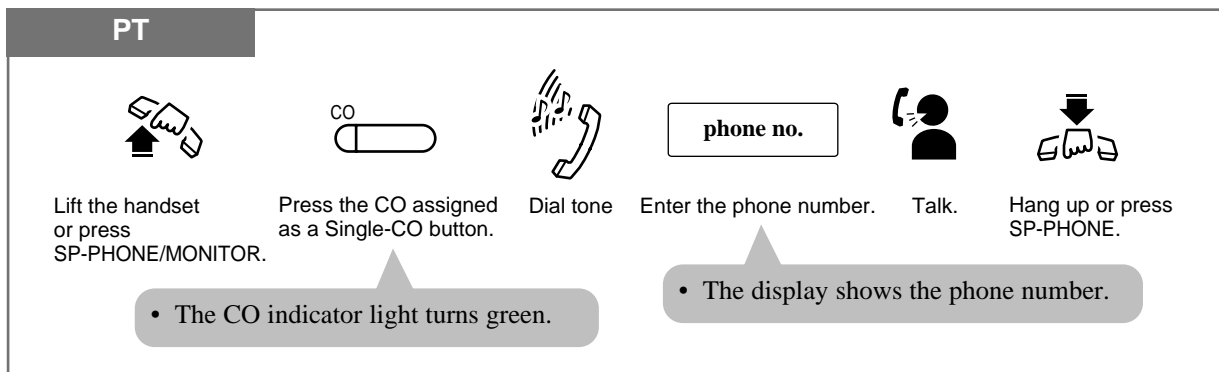 PT
CO
phone no.
Lift the handset
or press
SP-PHONE/MONITOR.
Press the CO assigned
as a Single-CO button.
Dial tone
Enter the phone number.
Talk.
Hang up or press
SP-PHONE.
• The CO indicator light turns green.
• The display shows the phone number.